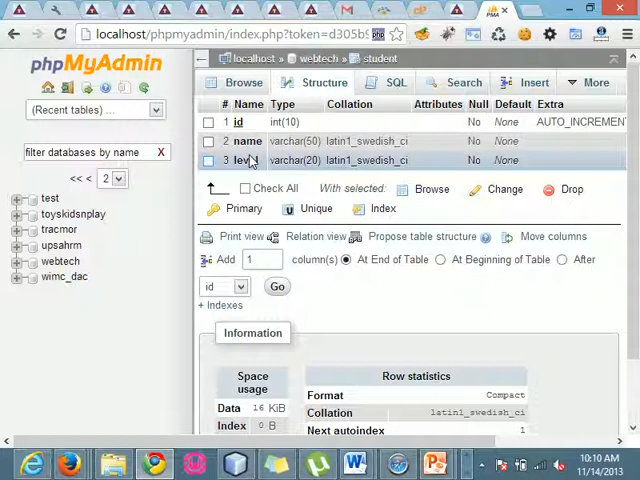 PMA
localhost/phpmyadmin/index.php?token=d305b9
phpMyAdmin
localhost » webtech » student
Browse Structure SQL Search Insert More
(Recent tables) ...
# Name Type Collation Attributes Null Default Extra
1 id int(10) No None AUTO_INCREMEN
2 name varchar(50) latin1_swedish_ci No None
3 level varchar(20) latin1_swedish_ci No None
filter databases by name X
<< < 2
Check All With selected: Browse Change Drop
Primary Unique Index
test
toyskidsnplay
tracmor
upsahrm
webtech
wimc_dac
Print view Relation view Propose table structure Move columns
Add 1 column(s) At End of Table At Beginning of Table After
id Go
+ Indexes
Information
Space usage
Data 16 KiB
Index 0 B
Row statistics
Format Compact
Collation latin1_swedish_ci
Next autoindex 1
10:10 AM
11/14/2013